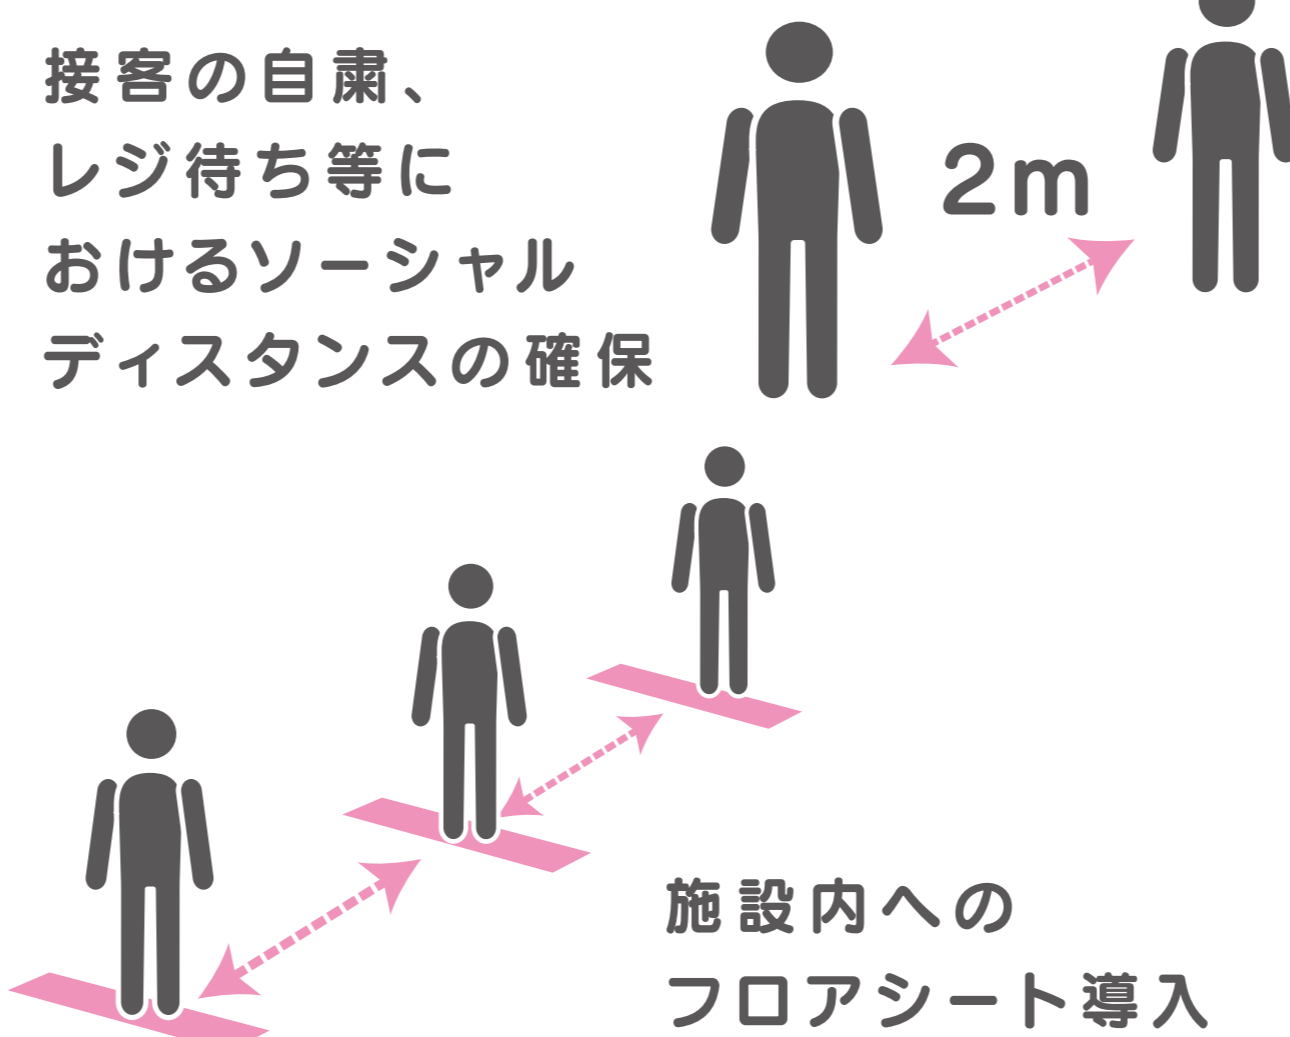 接客の自粛、
レジ待ち等に
おけるソーシャル
ディスタンスの確保
2m
施設内への
フロアシート導入